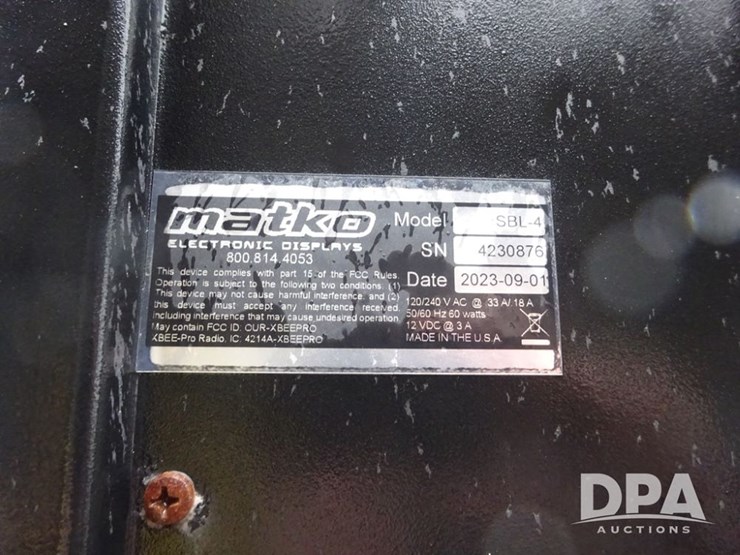 matko
ELECTRONIC DISPLAYS
800.814.4053
This device complies with part 15 of the FCC Rules.
Operation is subject to the following two conditions. (1)
This device may not cause harmful interference, and (2)
this device must accept any interference received,
including interference that may cause undesired operation.
May contain FCC ID: OUR-XBEEPRO
XBEE-Pro Radio, IC: 4214A-XBEEPRO
Model SBL-4
SN 4230876
Date 2023-09-01
120/240 V AC @ .33 A/.18 A
50/60 Hz 60 watts
12 VDC @ 3 A
MADE IN THE U.S.A.
DPA
AUCTIONS